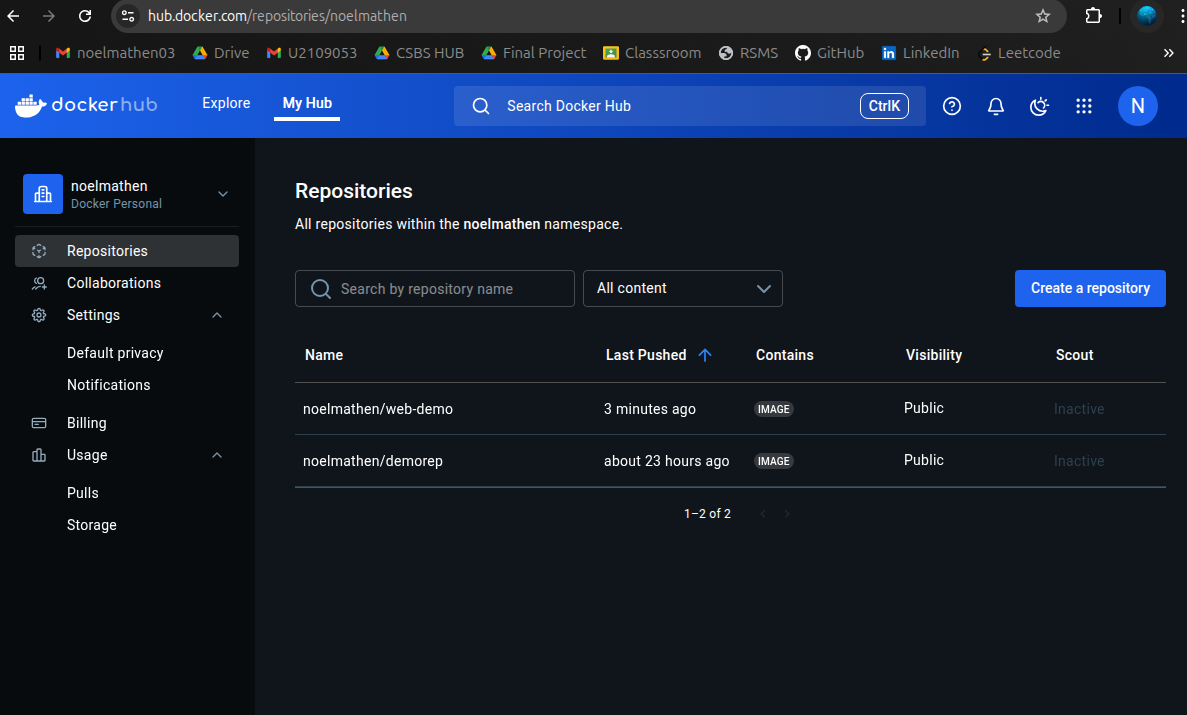 hub.docker.com/repositories/noelmathen
noelmathen03 Drive U2109053 CSBS HUB Final Project Classsroom RSMS GitHub LinkedIn Leetcode
dockerhub Explore My Hub Search Docker Hub CtrlK N
noelmathen
Docker Personal
Repositories
Collaborations
Settings
Default privacy
Notifications
Billing
Usage
Pulls
Storage
Repositories
All repositories within the noelmathen namespace.
Search by repository name All content Create a repository
Name Last Pushed Contains Visibility Scout
noelmathen/web-demo 3 minutes ago IMAGE Public Inactive
noelmathen/demorep about 23 hours ago IMAGE Public Inactive
1–2 of 2